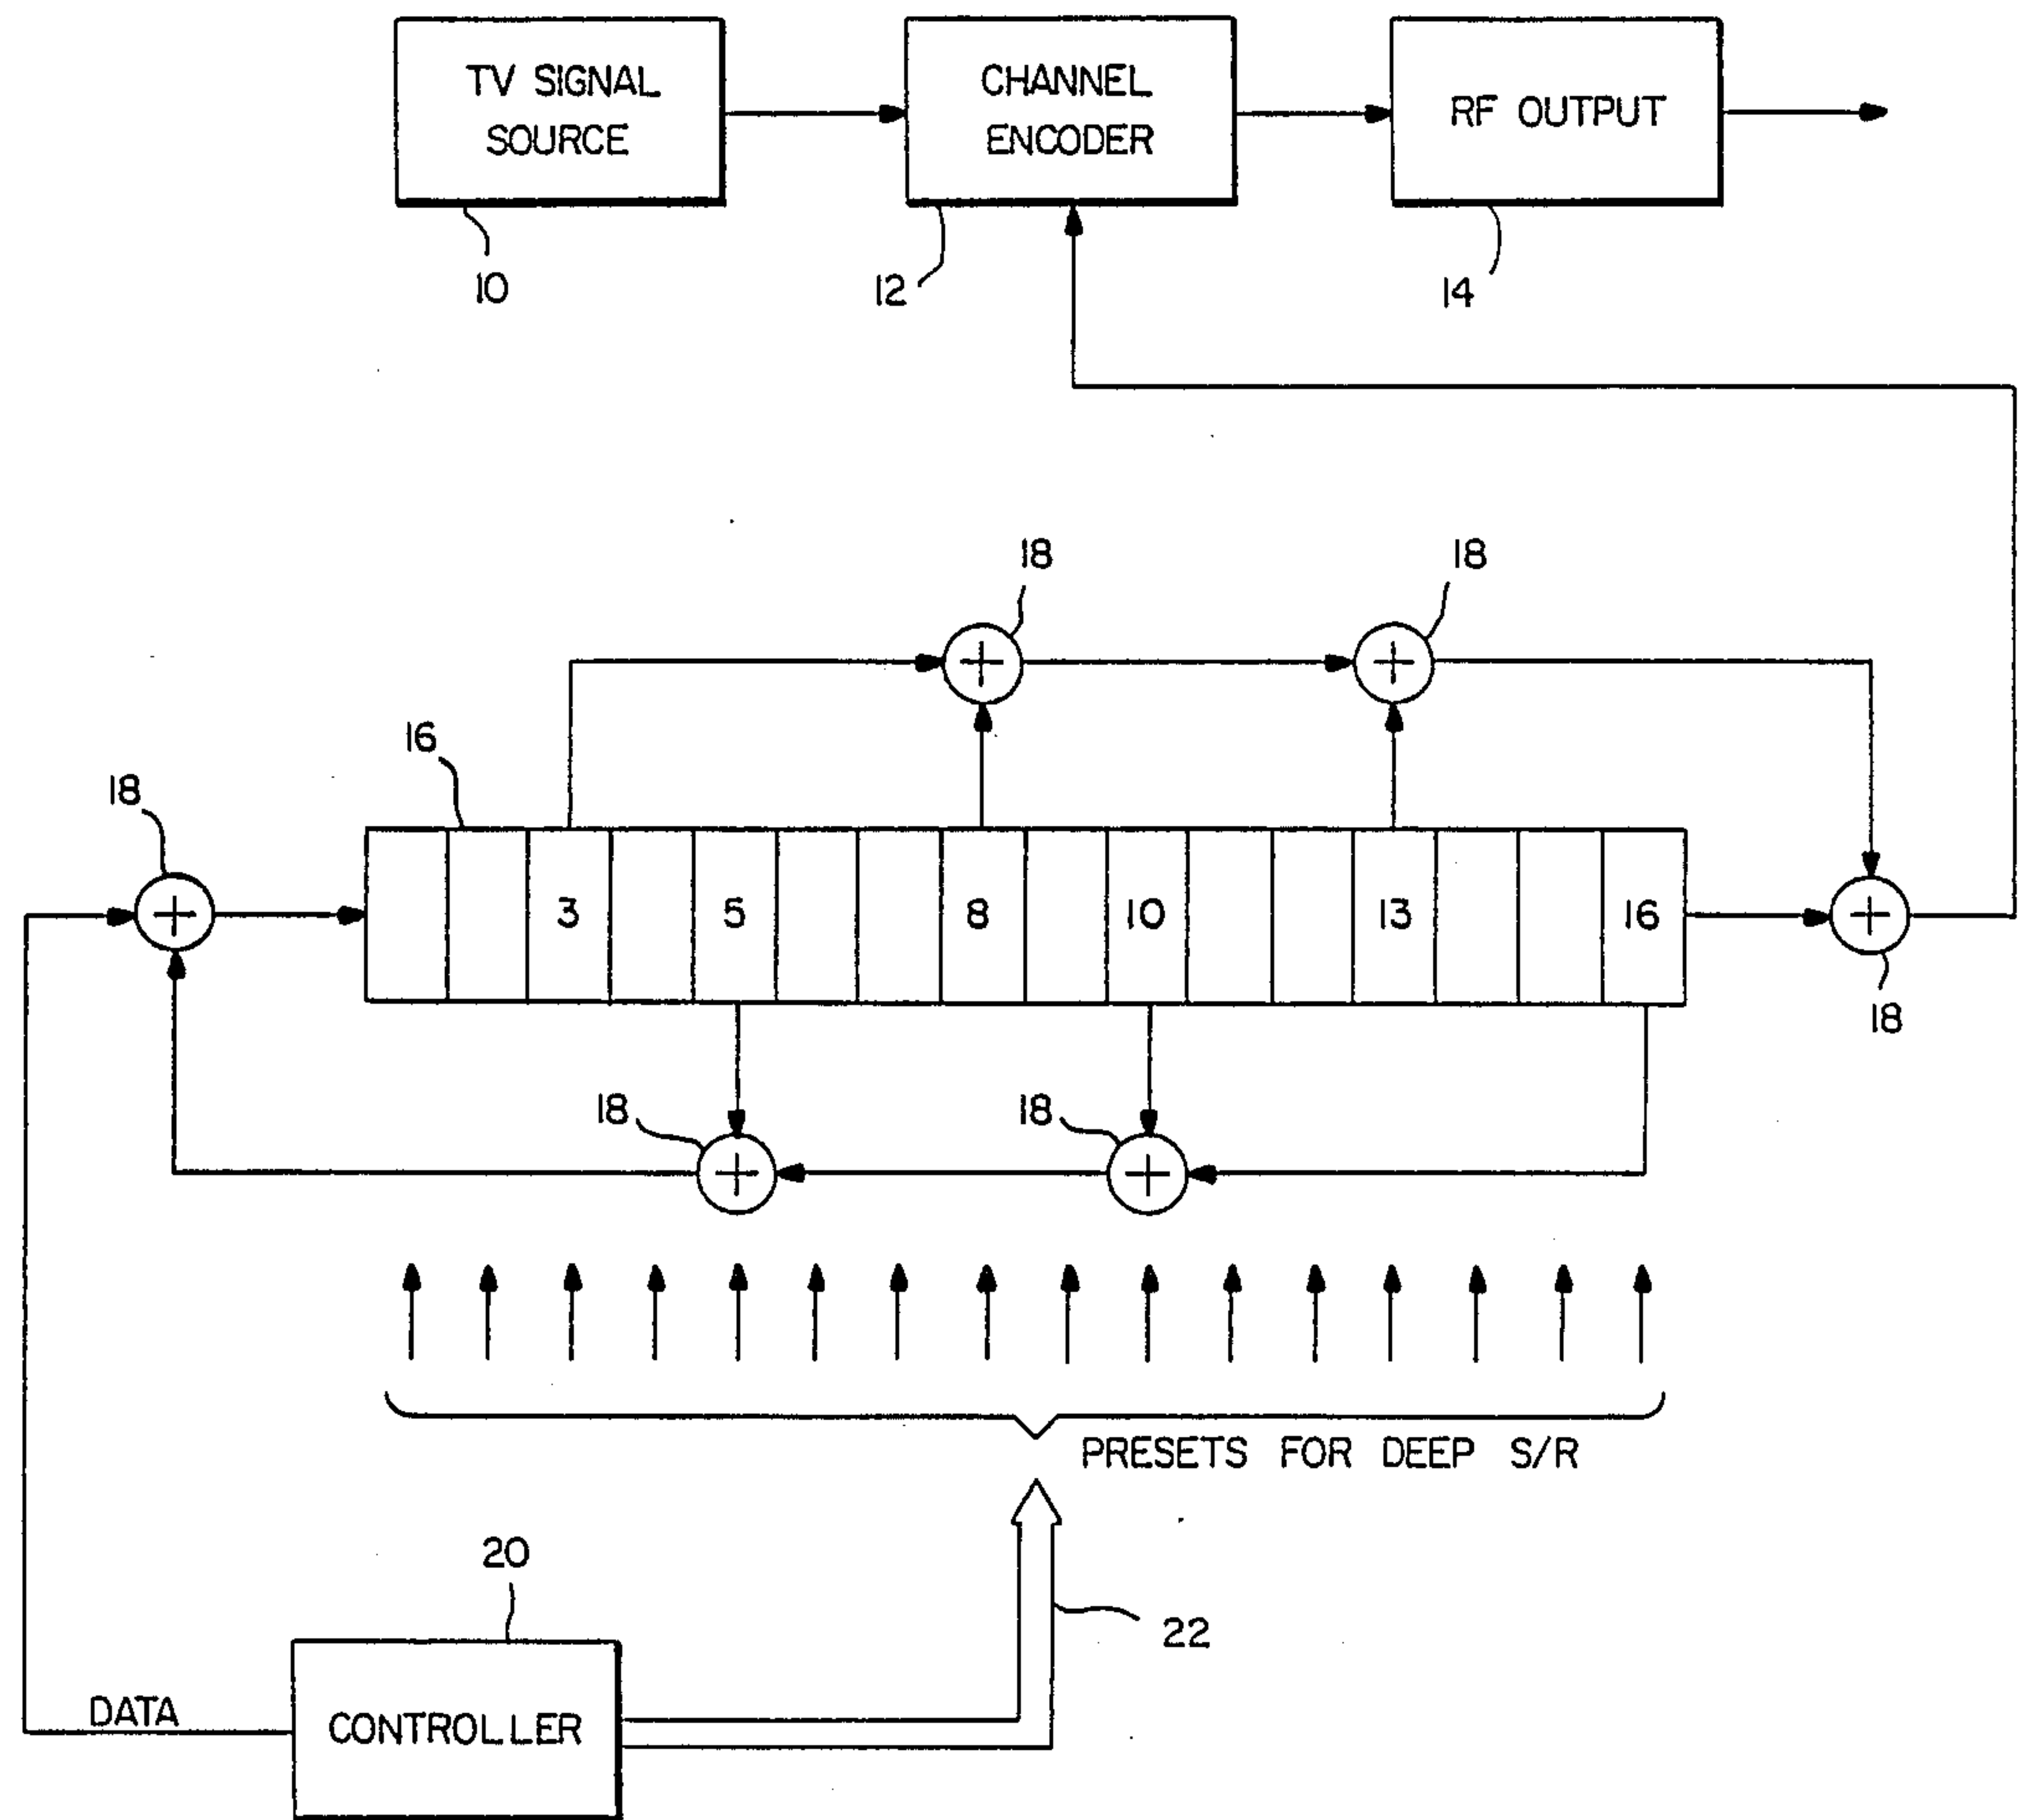 TV SIGNAL
SOURCE
CHANNEL
ENCODER
RF OUTPUT
10
12
14
18
18
16
18
3
5
8
10
13
16
18
18
18
PRESETS FOR DEEP S/R
20
22
DATA
CONTROLLER